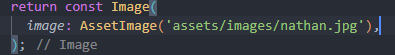 return const Image(
  image: AssetImage('assets/images/nathan.jpg'),
); // Image